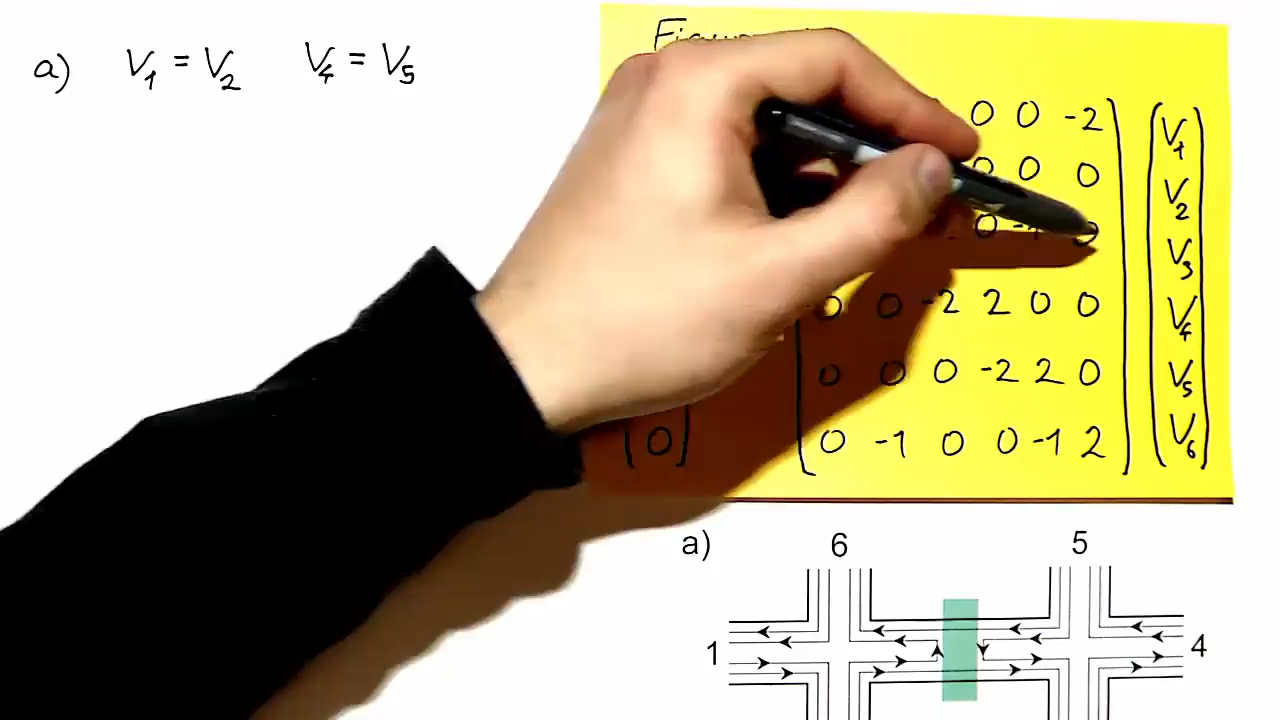 a) V₁ = V₂ V₄ = V₅
0 0 -2 V₁
0 0 0 V₂
0 V₃
0 0 -2 2 0 0 V₄
0 0 0 -2 2 0 V₅
0 0 -1 0 0 -1 2 V₆
a) 6 5
1 4